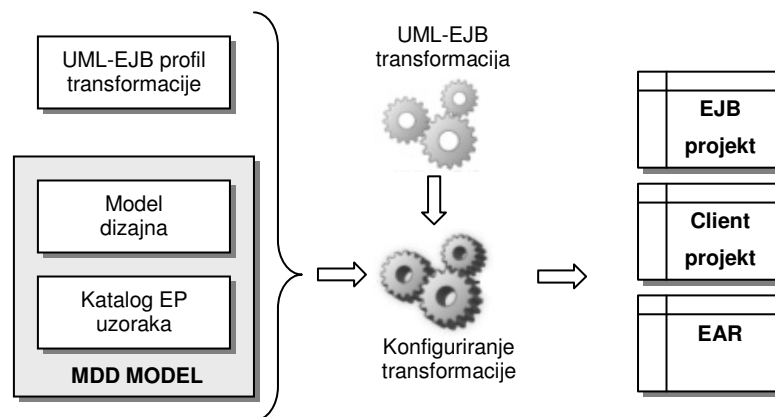 UML-EJB profil
transformacije
Model
dizajna
Katalog EP
uzoraka
MDD MODEL
UML-EJB
transformacija
Konfiguriranje
transformacije
EJB
projekt
Client
projekt
EAR